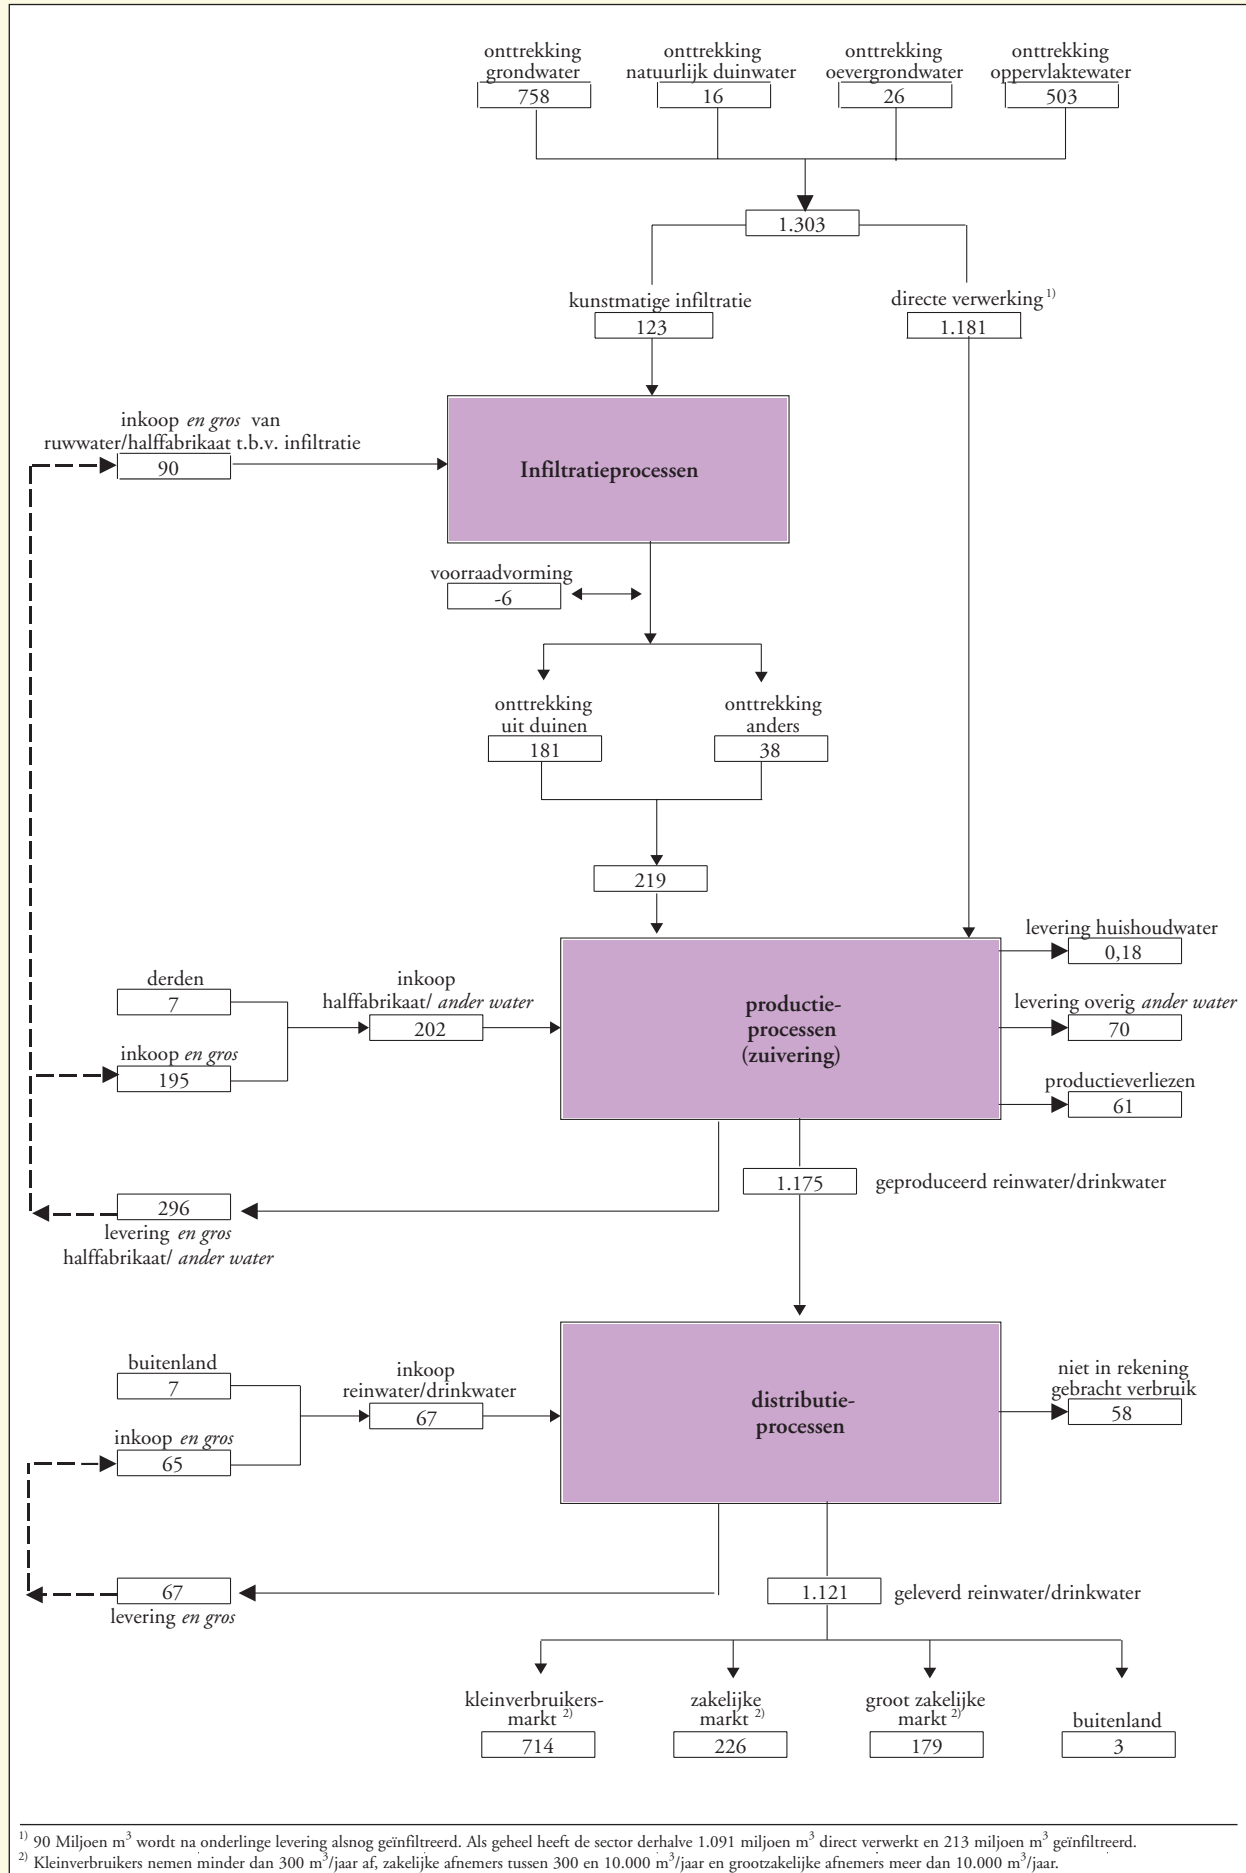 onttrekking
grondwater
758
onttrekking
natuurlijk duinwater
16
onttrekking
oevergrondwater
26
onttrekking
oppervlaktewater
503
1.303
kunstmatige infiltratie
123
directe verwerking 1)
1.181
inkoop en gros van
ruwwater/halffabrikaat t.b.v. infiltratie
90
Infiltratieprocessen
voorraadvorming
-6
onttrekking
uit duinen
181
onttrekking
anders
38
219
levering huishoudwater
0,18
derden
7
inkoop
halffabrikaat/ ander water
202
inkoop en gros
195
productie-
processen
(zuivering)
levering overig ander water
70
productieverliezen
61
1.175
geproduceerd reinwater/drinkwater
296
levering en gros
halffabrikaat/ ander water
buitenland
7
inkoop
reinwater/drinkwater
67
inkoop en gros
65
distributie-
processen
niet in rekening
gebracht verbruik
58
67
levering en gros
1.121
geleverd reinwater/drinkwater
kleinverbruikers-
markt 2)
714
zakelijke
markt 2)
226
groot zakelijke
markt 2)
179
buitenland
3
1) 90 Miljoen m³ wordt na onderlinge levering alsnog geïnfiltreerd. Als geheel heeft de sector derhalve 1.091 miljoen m³ direct verwerkt en 213 miljoen m³ geïnfiltreerd.
2) Kleinverbruikers nemen minder dan 300 m³/jaar af, zakelijke afnemers tussen 300 en 10.000 m³/jaar en grootzakelijke afnemers meer dan 10.000 m³/jaar.